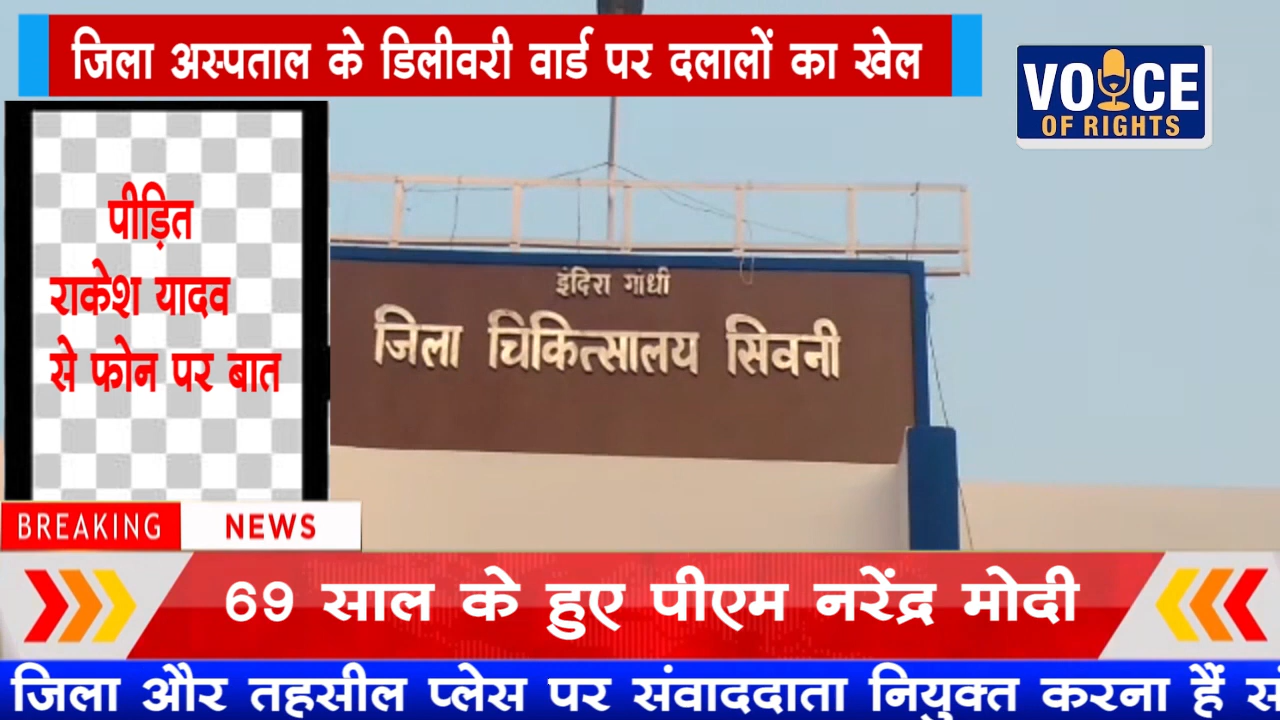 जिला अस्पताल के डिलीवरी वार्ड पर दलालों का खेल
VOICE
OF RIGHTS
पीड़ित
राकेश यादव
से फोन पर बात
इंदिरा गांधी
जिला चिकित्सालय सिवनी
BREAKING NEWS
69 साल के हुए पीएम नरेंद्र मोदी
जिला और तहसील प्लेस पर संवाददाता नियुक्त करना हैं